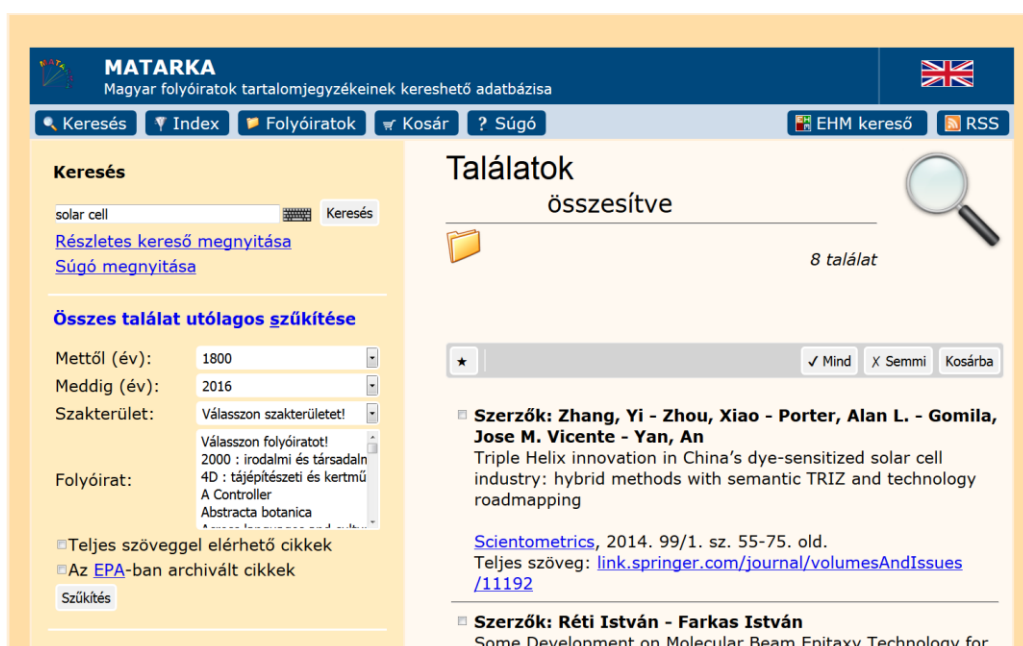 MATARKA
Magyar folyóiratok tartalomjegyzékeinek kereshető adatbázisa
Keresés Index Folyóiratok Kosár ? Súgó EHM kereső RSS
Keresés
solar cell Keresés
Részletes kereső megnyitása
Súgó megnyitása
Összes találat utólagos szűkítése
Mettől (év): 1800
Meddig (év): 2016
Szakterület: Válasszon szakterületet!
Folyóirat:
Válasszon folyóiratot!
2000 : irodalmi és társadaln
4D : tájépítészeti és kertmű
A Controller
Abstracta botanica
Teljes szöveggel elérhető cikkek
Az EPA-ban archivált cikkek
Szűkítés
Találatok
összesítve
8 találat
★ ✓ Mind X Semmi Kosárba
Szerzők: Zhang, Yi - Zhou, Xiao - Porter, Alan L. - Gomila,
Jose M. Vicente - Yan, An
Triple Helix innovation in China's dye-sensitized solar cell
industry: hybrid methods with semantic TRIZ and technology
roadmapping
Scientometrics, 2014. 99/1. sz. 55-75. old.
Teljes szöveg: link.springer.com/journal/volumesAndIssues
/11192
Szerzők: Réti István - Farkas István
Some Development on Molecular Beam Epitaxy Technology for